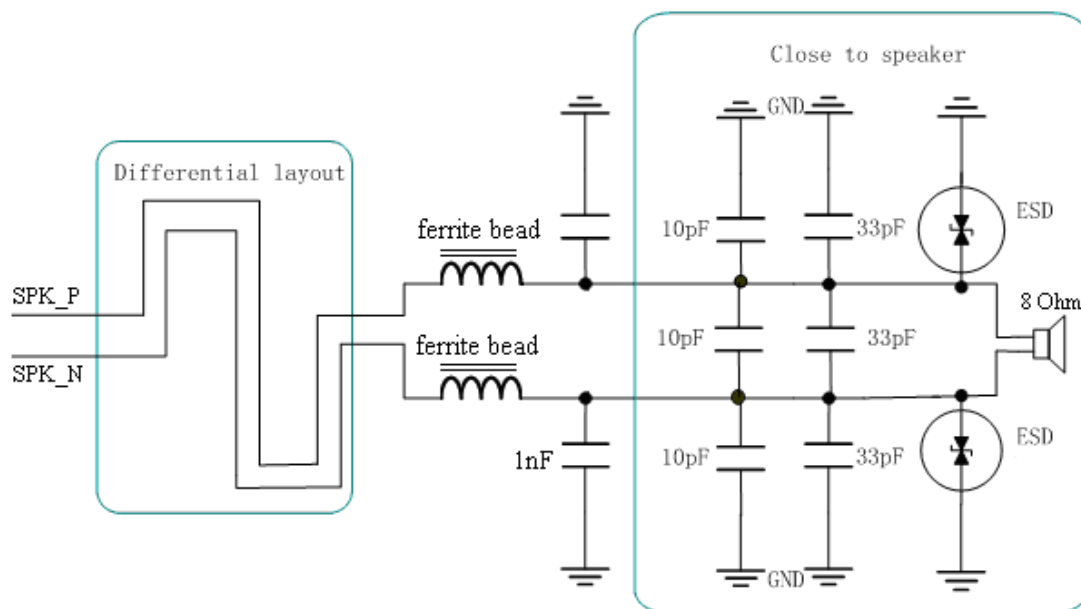 Close to speaker
GND
Differential layout
ferrite bead
10pF
33pF
ESD
SPK_P
8 Ohm
ferrite bead
10pF
33pF
SPK_N
1nF
10pF
33pF
ESD
GND